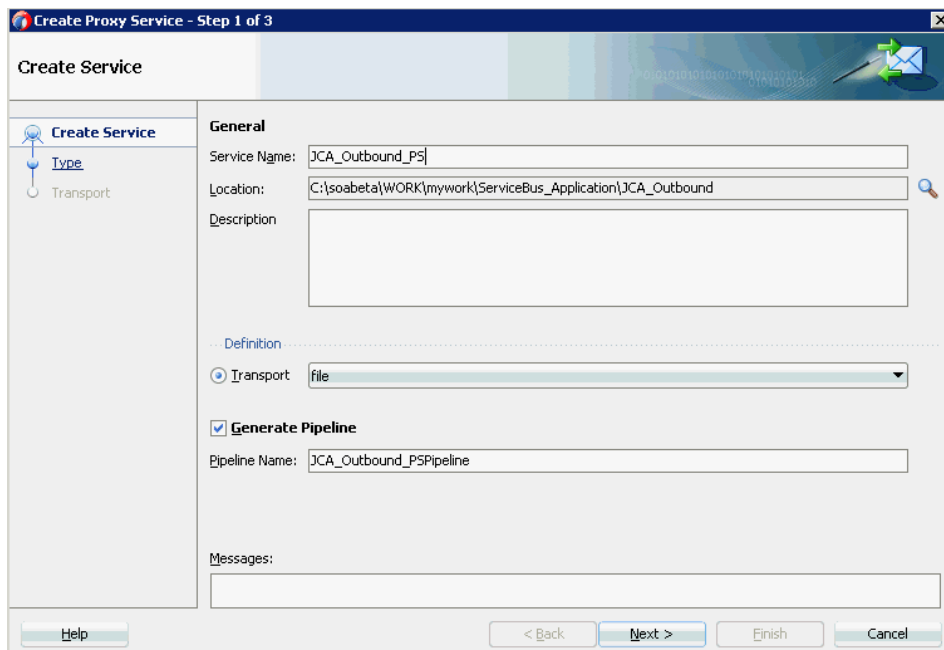 Create Proxy Service - Step 1 of 3
Create Service
Create Service
Type
Transport
General
Service Name: JCA_Outbound_PS
Location: C:\soabeta\WORK\mywork\ServiceBus_Application\JCA_Outbound
Description
Definition
Transport file
Generate Pipeline
Pipeline Name: JCA_Outbound_PSPipeline
Messages:
Help < Back Next > Finish Cancel